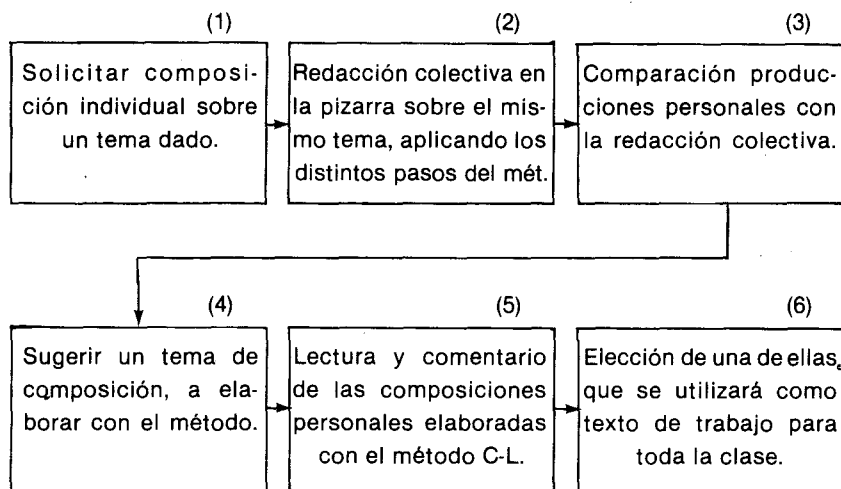 (1)
Solicitar composi-
ción individual sobre
un tema dado.
(2)
Redacción colectiva en
la pizarra sobre el mis-
mo tema, aplicando los
distintos pasos del mét.
(3)
Comparación produc-
ciones personales con
la redacción colectiva.
(4)
Sugerir un tema de
composición, a ela-
borar con el método.
(5)
Lectura y comentario
de las composiciones
personales elaboradas
con el método C-L.
(6)
Elección de una de ellas,
que se utilizará como
texto de trabajo para
toda la clase.